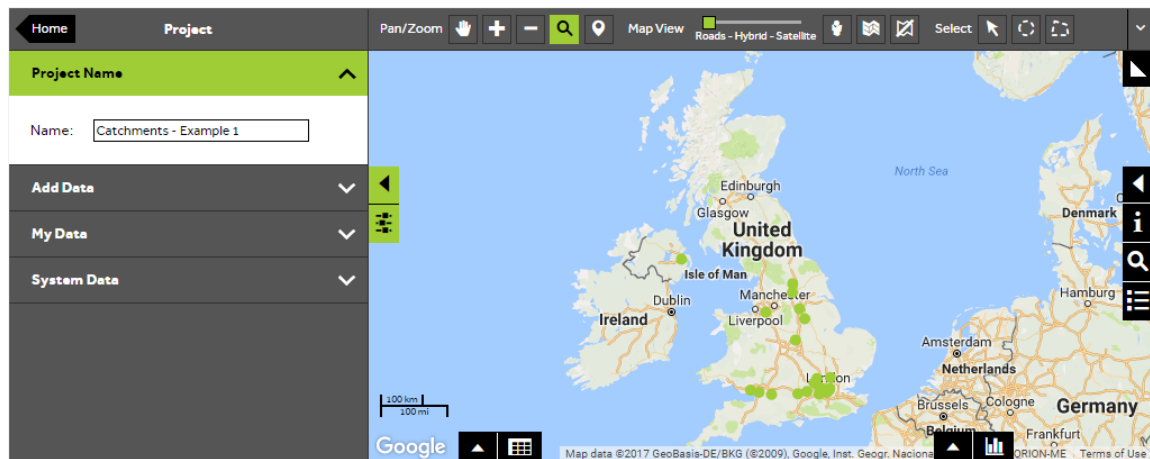 Home
Project
Pan/Zoom
Map View
Roads - Hybrid - Satellite
Select
Project Name
Name:
Catchments - Example 1
Add Data
My Data
System Data
North Sea
Edinburgh
Glasgow
United
Kingdom
Denmark
Isle of Man
Dublin
Manchester
Hamburg
Ireland
Liverpool
Amsterdam
Netherlands
London
100 km
100 mi
Brussels
Cologne
Germany
Belgium
Frankfurt
Google
Map data ©2017 GeoBasis-DE/BKG (©2009), Google, Inst. Geogr. Naciona
ORION-ME
Terms of Use